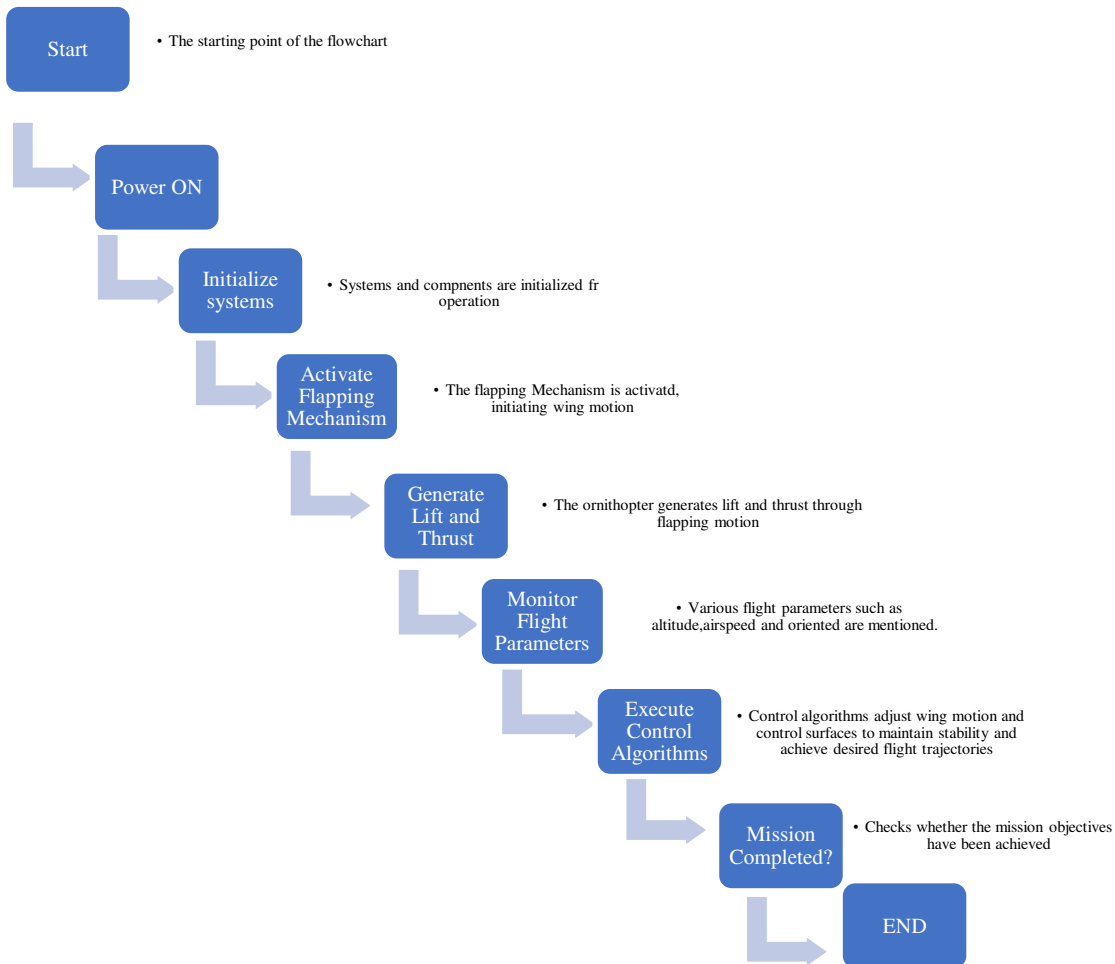 Start
• The starting point of the flowchart
Power ON
Initialize
systems
• Systems and compnents are initialized fr
operation
Activate
Flapping
Mechanism
• The flapping Mechanism is activatd,
initiating wing motion
Generate
Lift and
Thrust
• The ornithopter generates lift and thrust through
flapping motion
Monitor
Flight
Parameters
• Various flight parameters such as
altitude,airspeed and oriented are mentioned.
Execute
Control
Algorithms
• Control algorithms adjust wing motion and
control surfaces to maintain stability and
achieve desired flight trajectories
Mission
Completed?
• Checks whether the mission objectives
have been achieved
END